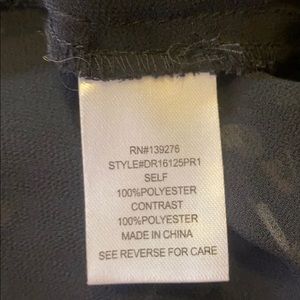 RN#139276
STYLE#DR16125PR1
SELF
100%POLYESTER
CONTRAST
100%POLYESTER
MADE IN CHINA
SEE REVERSE FOR CARE